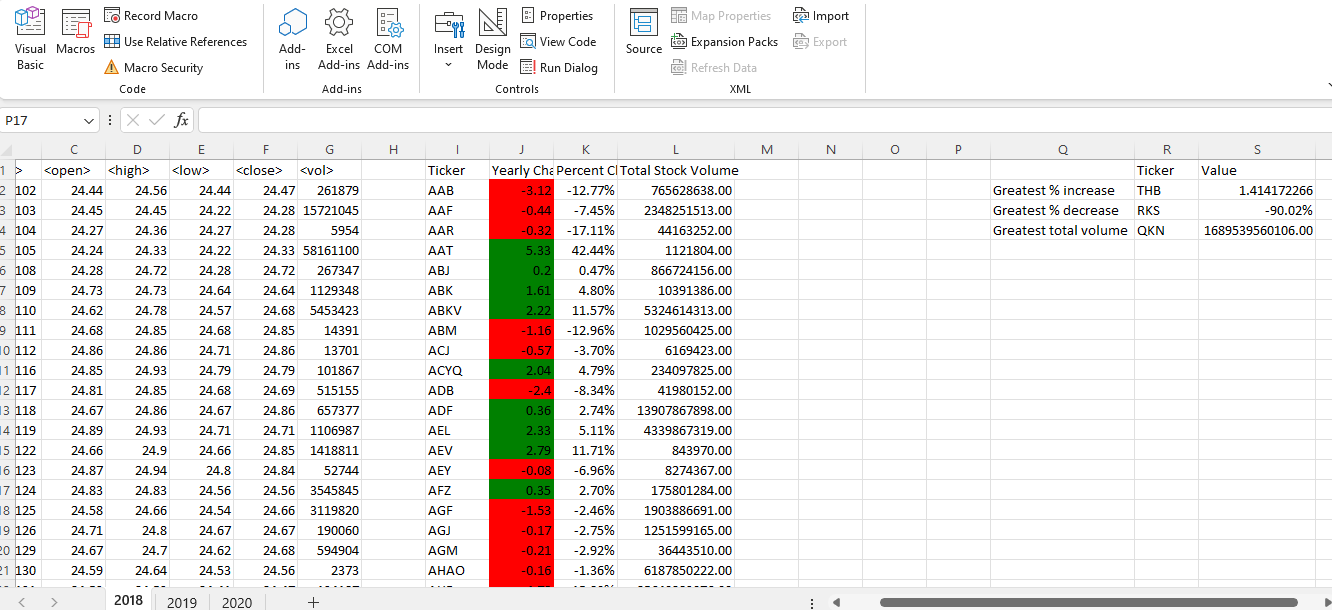 Record Macro
Use Relative References
Macro Security
Visual Basic
Macros
Code
Add-ins
Excel Add-ins
COM Add-ins
Add-ins
Insert
Design Mode
Properties
View Code
Run Dialog
Controls
Source
Map Properties
Expansion Packs
Refresh Data
Import
Export
XML
P17 fx
C D E F G H I J K L M N O P Q R S
1 > <open> <high> <low> <close> <vol> Ticker Yearly Cha Percent Cl Total Stock Volume Ticker Value
2 102 24.44 24.56 24.44 24.47 261879 AAB -3.12 -12.77% 765628638.00 Greatest % increase THB 1.414172266
3 103 24.45 24.45 24.22 24.28 15721045 AAF -0.44 -7.45% 2348251513.00 Greatest % decrease RKS -90.02%
4 104 24.27 24.36 24.27 24.28 5954 AAR -0.32 -17.11% 44163252.00 Greatest total volume QKN 1689539560106.00
5 105 24.24 24.33 24.22 24.33 58161100 AAT 5.33 42.44% 1121804.00
6 108 24.28 24.72 24.28 24.72 267347 ABJ 0.2 0.47% 866724156.00
7 109 24.73 24.73 24.64 24.64 1129348 ABK 1.61 4.80% 10391386.00
8 110 24.62 24.78 24.57 24.68 5453423 ABKV 2.22 11.57% 5324614313.00
9 111 24.68 24.85 24.68 24.85 14391 ABM -1.16 -12.96% 1029560425.00
10 112 24.86 24.86 24.71 24.86 13701 ACJ -0.57 -3.70% 6169423.00
11 116 24.85 24.93 24.79 24.79 101867 ACYQ 2.04 4.79% 234097825.00
12 117 24.81 24.85 24.68 24.69 515155 ADB -2.4 -8.34% 41980152.00
13 118 24.67 24.86 24.67 24.86 657377 ADF 0.36 2.74% 13907867898.00
14 119 24.89 24.93 24.71 24.71 1106987 AEL 2.33 5.11% 4339867319.00
15 122 24.66 24.9 24.66 24.85 1418811 AEV 2.79 11.71% 843970.00
16 123 24.87 24.94 24.8 24.84 52744 AEY -0.08 -6.96% 8274367.00
17 124 24.83 24.83 24.56 24.56 3545845 AFZ 0.35 2.70% 175801284.00
18 125 24.58 24.66 24.54 24.66 3119820 AGF -1.53 -2.46% 1903886691.00
19 126 24.71 24.8 24.67 24.67 190060 AGJ -0.17 -2.75% 1251599165.00
20 129 24.67 24.7 24.62 24.68 594904 AGM -0.21 -2.92% 36443510.00
21 130 24.59 24.64 24.53 24.56 2373 AHAO -0.16 -1.36% 6187850222.00
2018 2019 2020 +